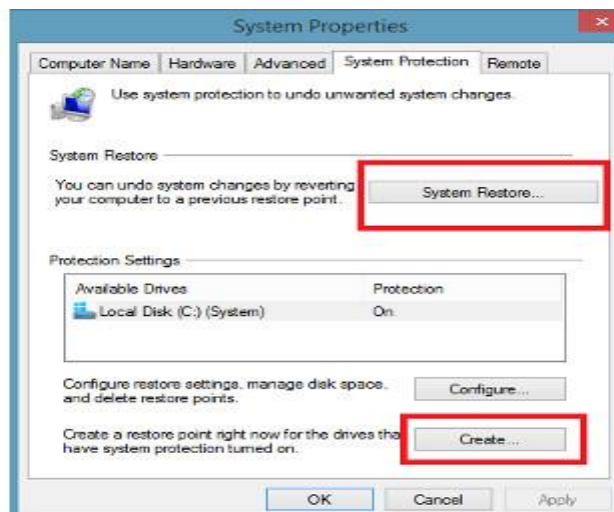 System Properties
Computer Name Hardware Advanced System Protection Remote
Use system protection to undo unwanted system changes.
System Restore
You can undo system changes by reverting
your computer to a previous restore point.
System Restore...
Protection Settings
Available Drives Protection
Local Disk (C:) (System) On
Configure restore settings, manage disk space,
and delete restore points.
Configure...
Create a restore point right now for the drives tha
have system protection turned on.
Create...
OK Cancel Apply